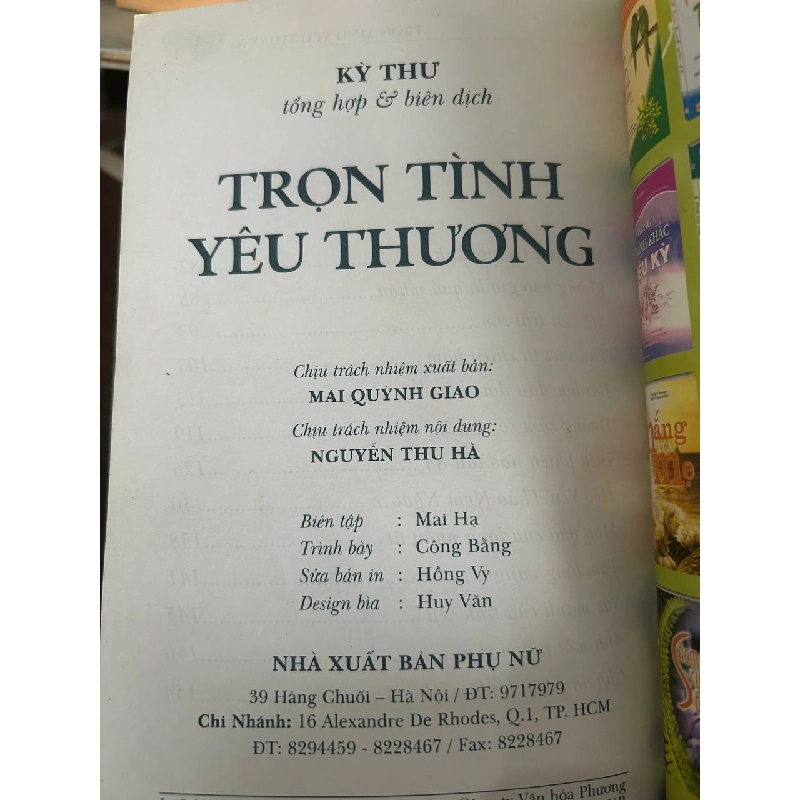 KỲ THƯ
tổng hợp & biên dịch
TRỌN TÌNH
YÊU THƯƠNG
Chịu trách nhiệm xuất bản:
MAI QUỲNH GIAO
Chịu trách nhiệm nội dung:
NGUYỄN THU HÀ
Biên tập : Mai Hạ
Trình bày : Công Bằng
Sửa bản in : Hồng Vy
Design bìa : Huy Văn
NHÀ XUẤT BẢN PHỤ NỮ
39 Hàng Chuối – Hà Nội / ĐT: 9717979
Chi Nhánh: 16 Alexandre De Rhodes, Q.1, TP. HCM
ĐT: 8294459 - 8228467 / Fax: 8228467
Văn hóa Phương